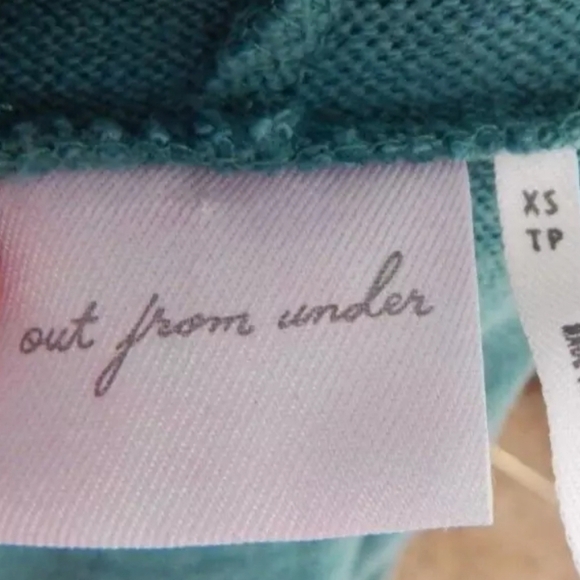 out from under
XS
TP